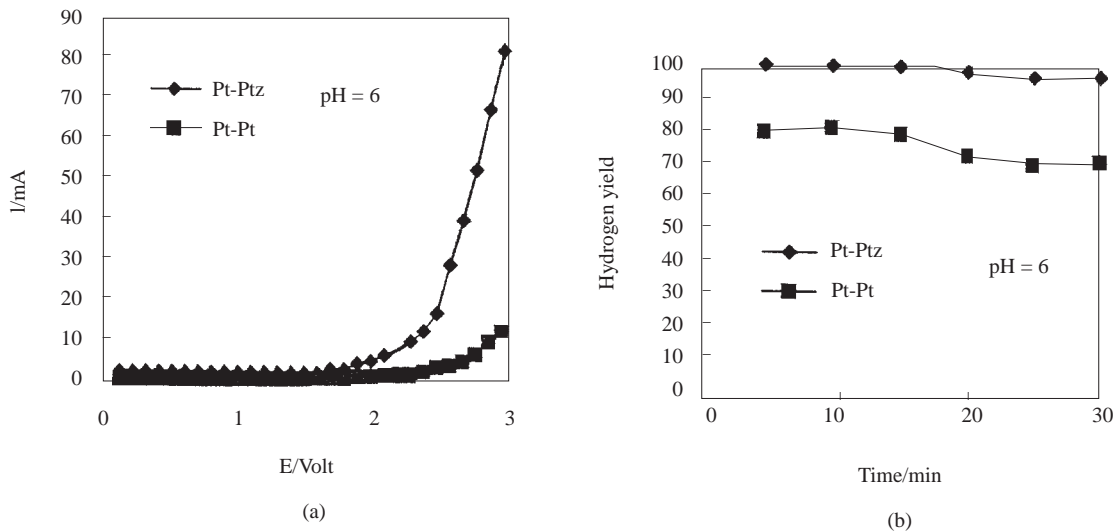 90
80
70
60
50
40
30
20
10
0
l/mA
Pt-Ptz
Pt-Pt
pH = 6
0 1 2 3
E/Volt
(a)
100
90
80
70
60
50
40
30
20
10
0
Hydrogen yield
Pt-Ptz
Pt-Pt
pH = 6
0 10 20 30
Time/min
(b)